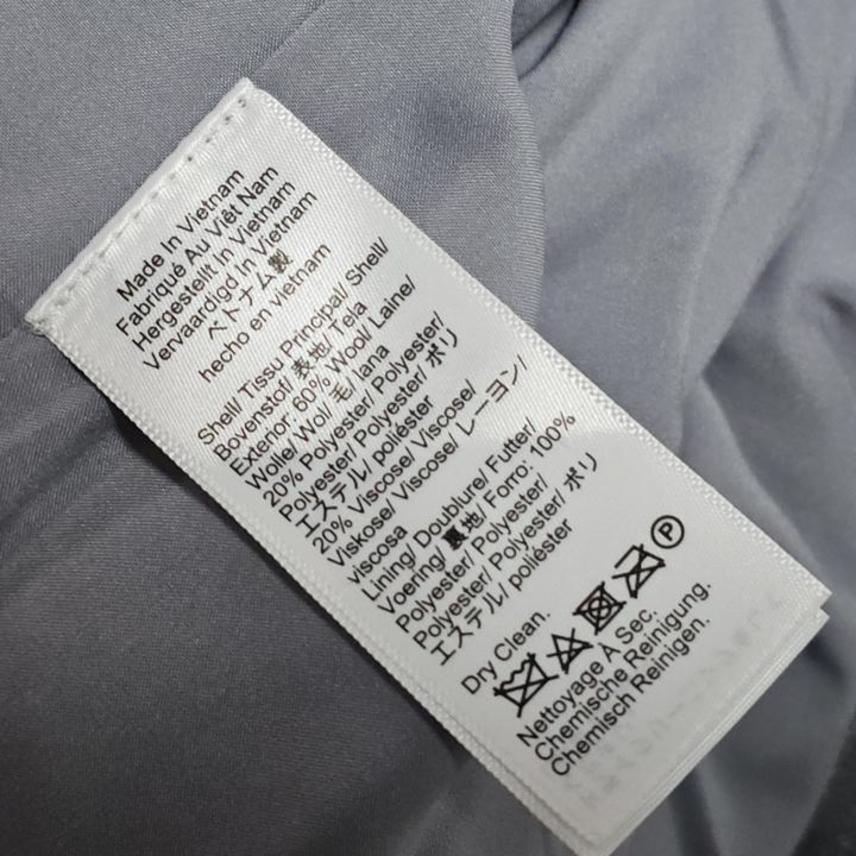 Made In Vietnam
Fabriqué Au Viêt Nam
Hergestellt In Vietnam
Vervaardigd In Vietnam
ベトナム製
hecho en vietnam
Shell/ Tissu Principal/ Shell/
Bovenstof/ 表地/ Tela
Exterior: 60% Wool/ Laine/
Wolle/ Wol/ 毛/ lana
20% Polyester/ Polyester/
Polyester/ Polyester/ ポリ
エステル/ poliéster
20% Viscose/ Viscose/
Viskose/ Viscose/ レーヨン/
viscosa
Lining/ Doublure/ Futter/
Voering/ 裏地/ Forro: 100%
Polyester/ Polyester/
Polyester/ Polyester/ ポリ
エステル/ poliéster
Dry Clean.
P
Nettoyage À Sec.
Chemische Reinigung.
Chemisch Reinigen.